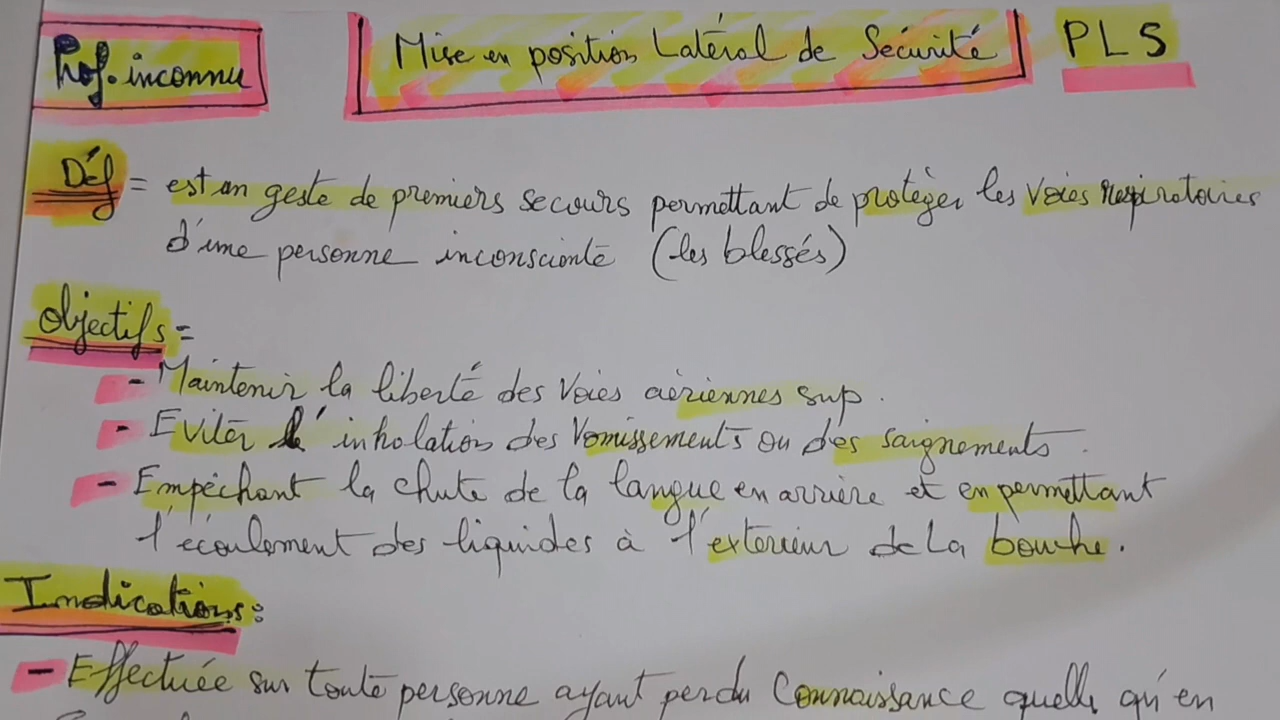 Prof. inconnu
Mise en position Latéral de Sécurité
PLS
Déf = est un geste de premiers secours permettant de protèger les voies respiratoires
d'une personne inconsciente (les blessés)
Objectifs =
- Maintenir la liberté des voies aériennes sup.
- Eviter l'inhalation des vomissements ou des saignements.
- Empéchant la chute de la langue en arrière et en permettant
l'écoulement des liquides à l'exterieur de la bouche.
Indications:
- Effectuée sur toute personne ayant perdu Connaissance quelle qu'en